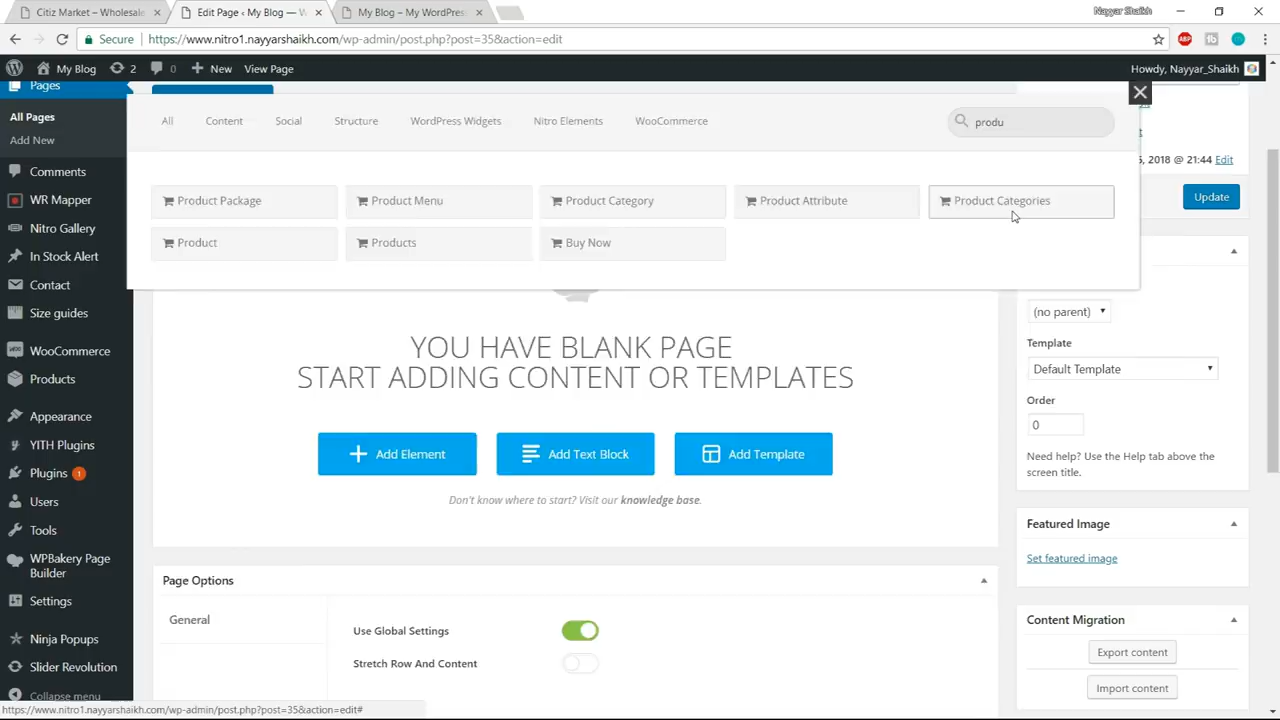 Citiz Market – Wholesale
Edit Page ‹ My Blog — W
My Blog – My WordPress
Nayyar Shaikh
Secure
https://www.nitro1.nayyarshaikh.com/wp-admin/post.php?post=35&action=edit
My Blog
2
0
New
View Page
Howdy, Nayyar_Shaikh
Pages
All Pages
Add New
Comments
WR Mapper
Nitro Gallery
In Stock Alert
Contact
Size guides
WooCommerce
Products
Appearance
YITH Plugins
Plugins 1
Users
Tools
WPBakery Page
Builder
Settings
Ninja Popups
Slider Revolution
Collapse menu
All
Content
Social
Structure
WordPress Widgets
Nitro Elements
WooCommerce
produ
Product Package
Product Menu
Product Category
Product Attribute
Product Categories
Product
Products
Buy Now
YOU HAVE BLANK PAGE
START ADDING CONTENT OR TEMPLATES
Add Element
Add Text Block
Add Template
Don't know where to start? Visit our knowledge base.
Page Options
General
Use Global Settings
Stretch Row And Content
, 2018 @ 21:44 Edit
Update
(no parent)
Template
Default Template
Order
0
Need help? Use the Help tab above the
screen title.
Featured Image
Set featured image
Content Migration
Export content
Import content
https://www.nitro1.nayyarshaikh.com/wp-admin/post.php?post=35&action=edit#